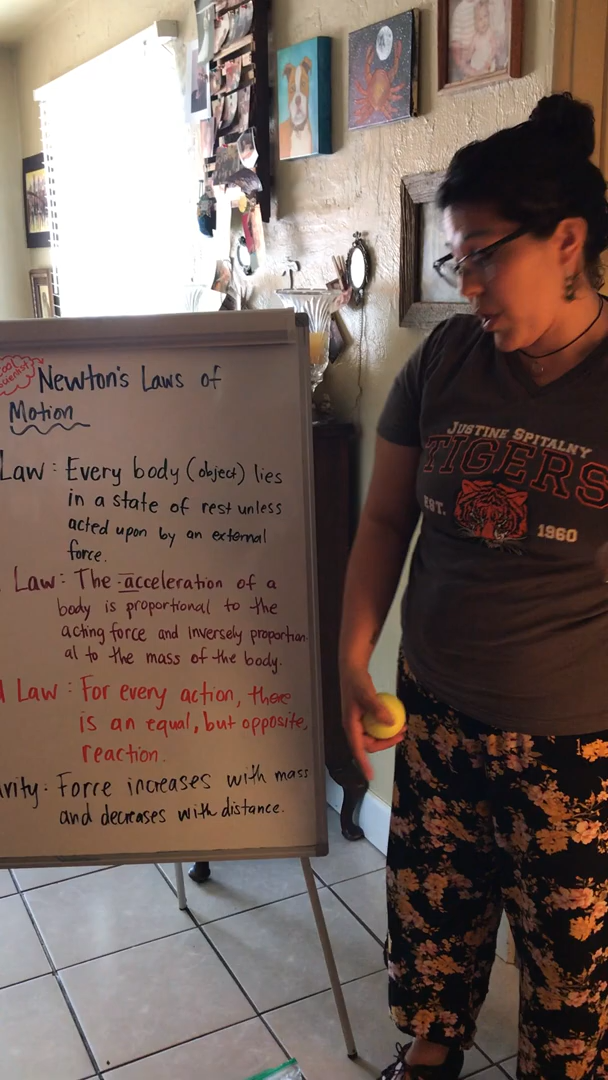 Cool
Scientist
Newton's Laws of
Motion
Law: Every body (object) lies
in a state of rest unless
acted upon by an external
force.
Law: The acceleration of a
body is proportional to the
acting force and inversely proportion-
al to the mass of the body.
Law: For every action, there
is an equal, but opposite,
reaction.
vity: Force increases with mass
and decreases with distance.
JUSTINE SPITALNY
TIGERS
EST. 1960